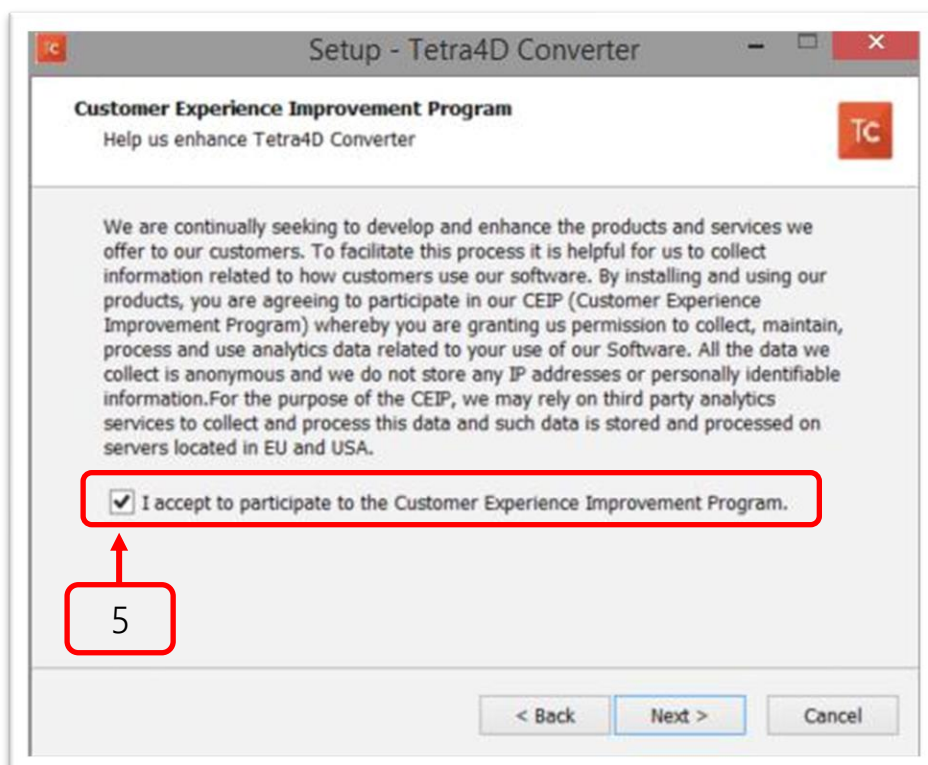 TC
Setup - Tetra4D Converter
Customer Experience Improvement Program
Help us enhance Tetra4D Converter
TC
We are continually seeking to develop and enhance the products and services we
offer to our customers. To facilitate this process it is helpful for us to collect
information related to how customers use our software. By installing and using our
products, you are agreeing to participate in our CEIP (Customer Experience
Improvement Program) whereby you are granting us permission to collect, maintain,
process and use analytics data related to your use of our Software. All the data we
collect is anonymous and we do not store any IP addresses or personally identifiable
information.For the purpose of the CEIP, we may rely on third party analytics
services to collect and process this data and such data is stored and processed on
servers located in EU and USA.
I accept to participate to the Customer Experience Improvement Program.
5
< Back Next > Cancel